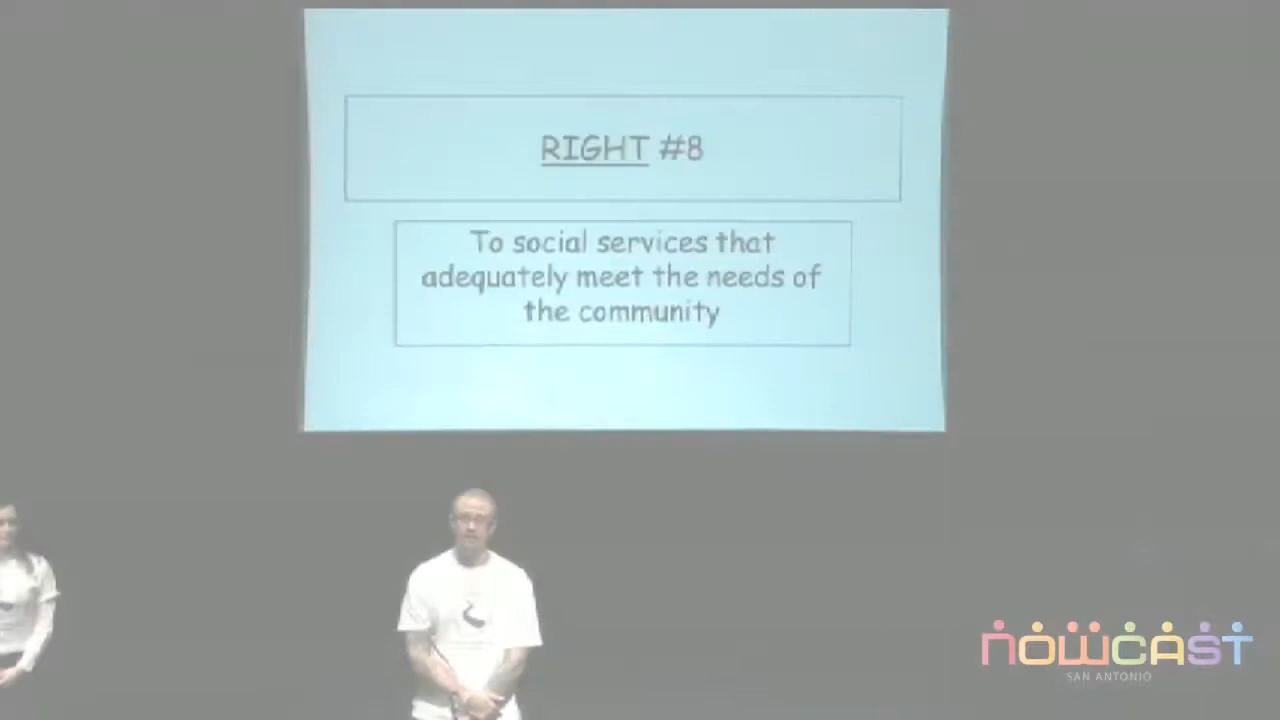 RIGHT #8
To social services that
adequately meet the needs of
the community
nowcast
SAN ANTONIO